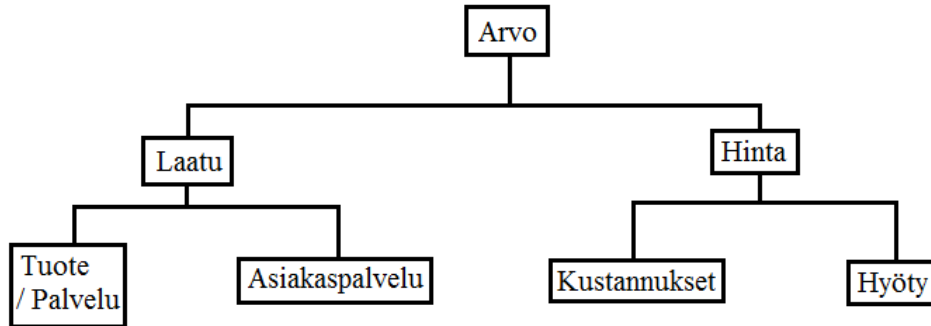 Arvo
Laatu
Hinta
Tuote
/ Palvelu
Asiakaspalvelu
Kustannukset
Hyöty